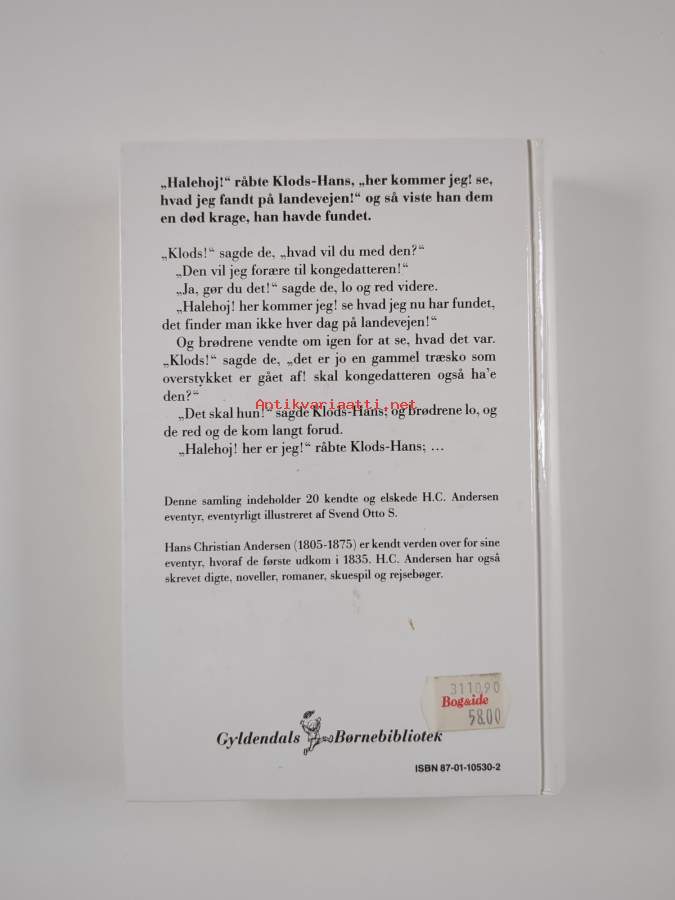 „Halehoj!“ råbte Klods-Hans, „her kommer jeg! se,
hvad jeg fandt på landevejen!“ og så viste han dem
en død krage, han havde fundet.
„Klods!“ sagde de, „hvad vil du med den?“
„Den vil jeg forære til kongedatteren!“
„Ja, gør du det!“ sagde de, lo og red videre.
„Halehoj! her kommer jeg! se hvad jeg nu har fundet,
det finder man ikke hver dag på landevejen!“
Og brødrene vendte om igen for at se, hvad det var.
„Klods!“ sagde de, „det er jo en gammel træsko som
overstykket er gået af! skal kongedatteren også ha'e
den?“
Antikvariaatti.net
„Det skal hun!“ sagde Klods-Hans; og brødrene lo, og
de red og de kom langt forud.
„Halehoj! her er jeg!“ råbte Klods-Hans; ...
Denne samling indeholder 20 kendte og elskede H.C. Andersen
eventyr, eventyrligt illustreret af Svend Otto S.
Hans Christian Andersen (1805-1875) er kendt verden over for sine
eventyr, hvoraf de første udkom i 1835. H.C. Andersen har også
skrevet digte, noveller, romaner, skuespil og rejsebøger.
311090
Bog&ide
58.00
Gyldendals Børnebibliotek
ISBN 87-01-10530-2